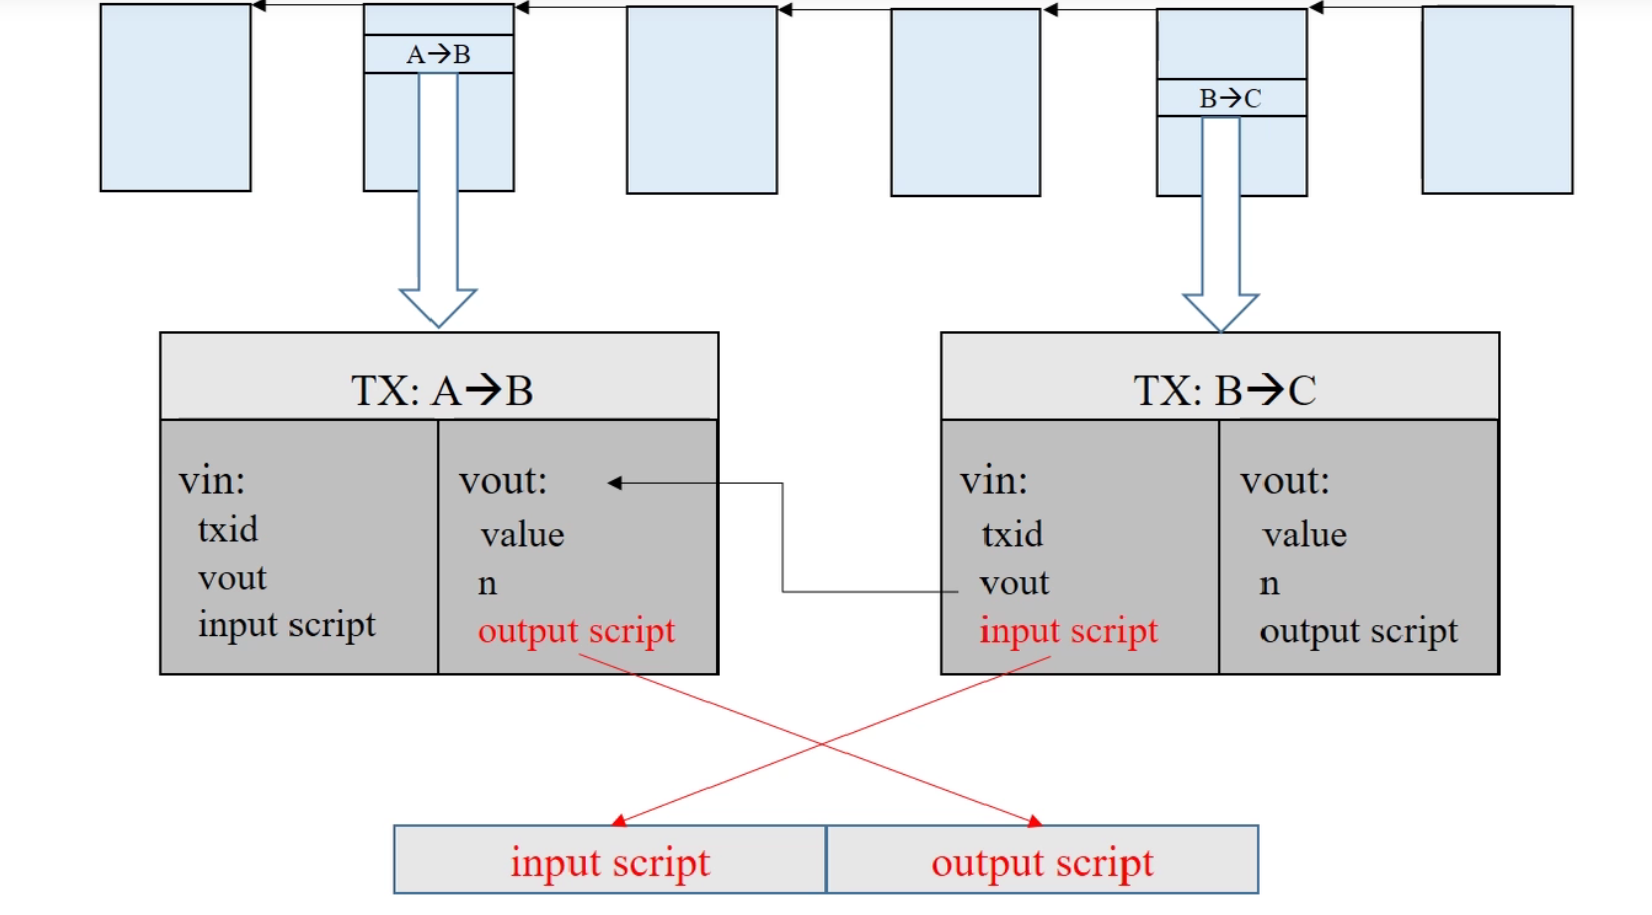 A→B
B→C
TX: A→B
vin:
txid
vout
input script
vout:
value
n
output script
TX: B→C
vin:
txid
vout
input script
vout:
value
n
output script
input script
output script